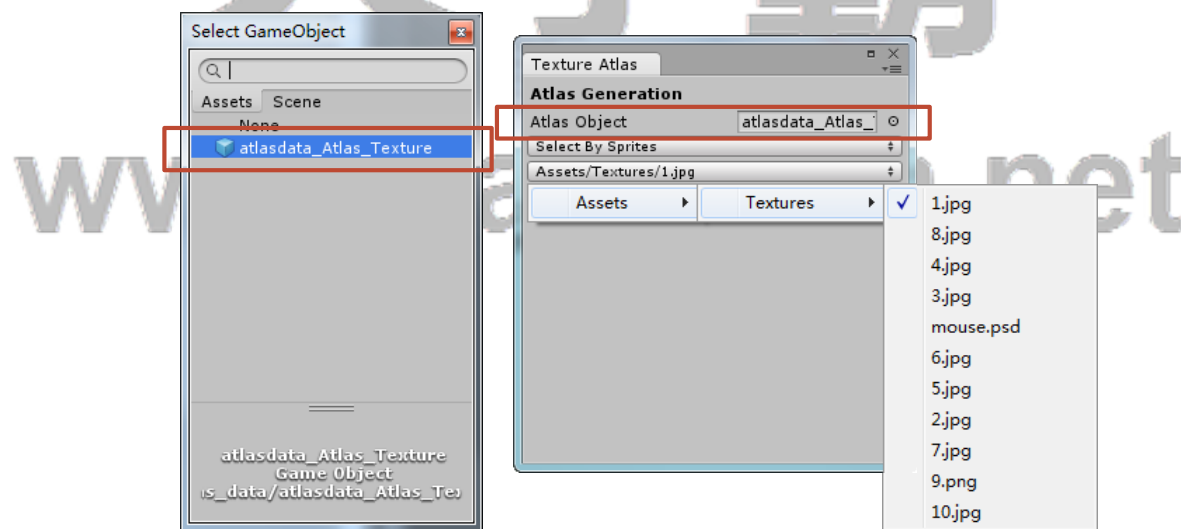 Select GameObject
Assets Scene
None
atlasdata_Atlas_Texture
atlasdata_Atlas_Texture
Game Object
s_data/atlasdata_Atlas_Te
Texture Atlas
Atlas Generation
Atlas Object atlasdata_Atlas_
Select By Sprites
Assets/Textures/1.jpg
Assets Textures
1.jpg
8.jpg
4.jpg
3.jpg
mouse.psd
6.jpg
5.jpg
2.jpg
7.jpg
9.png
10.jpg